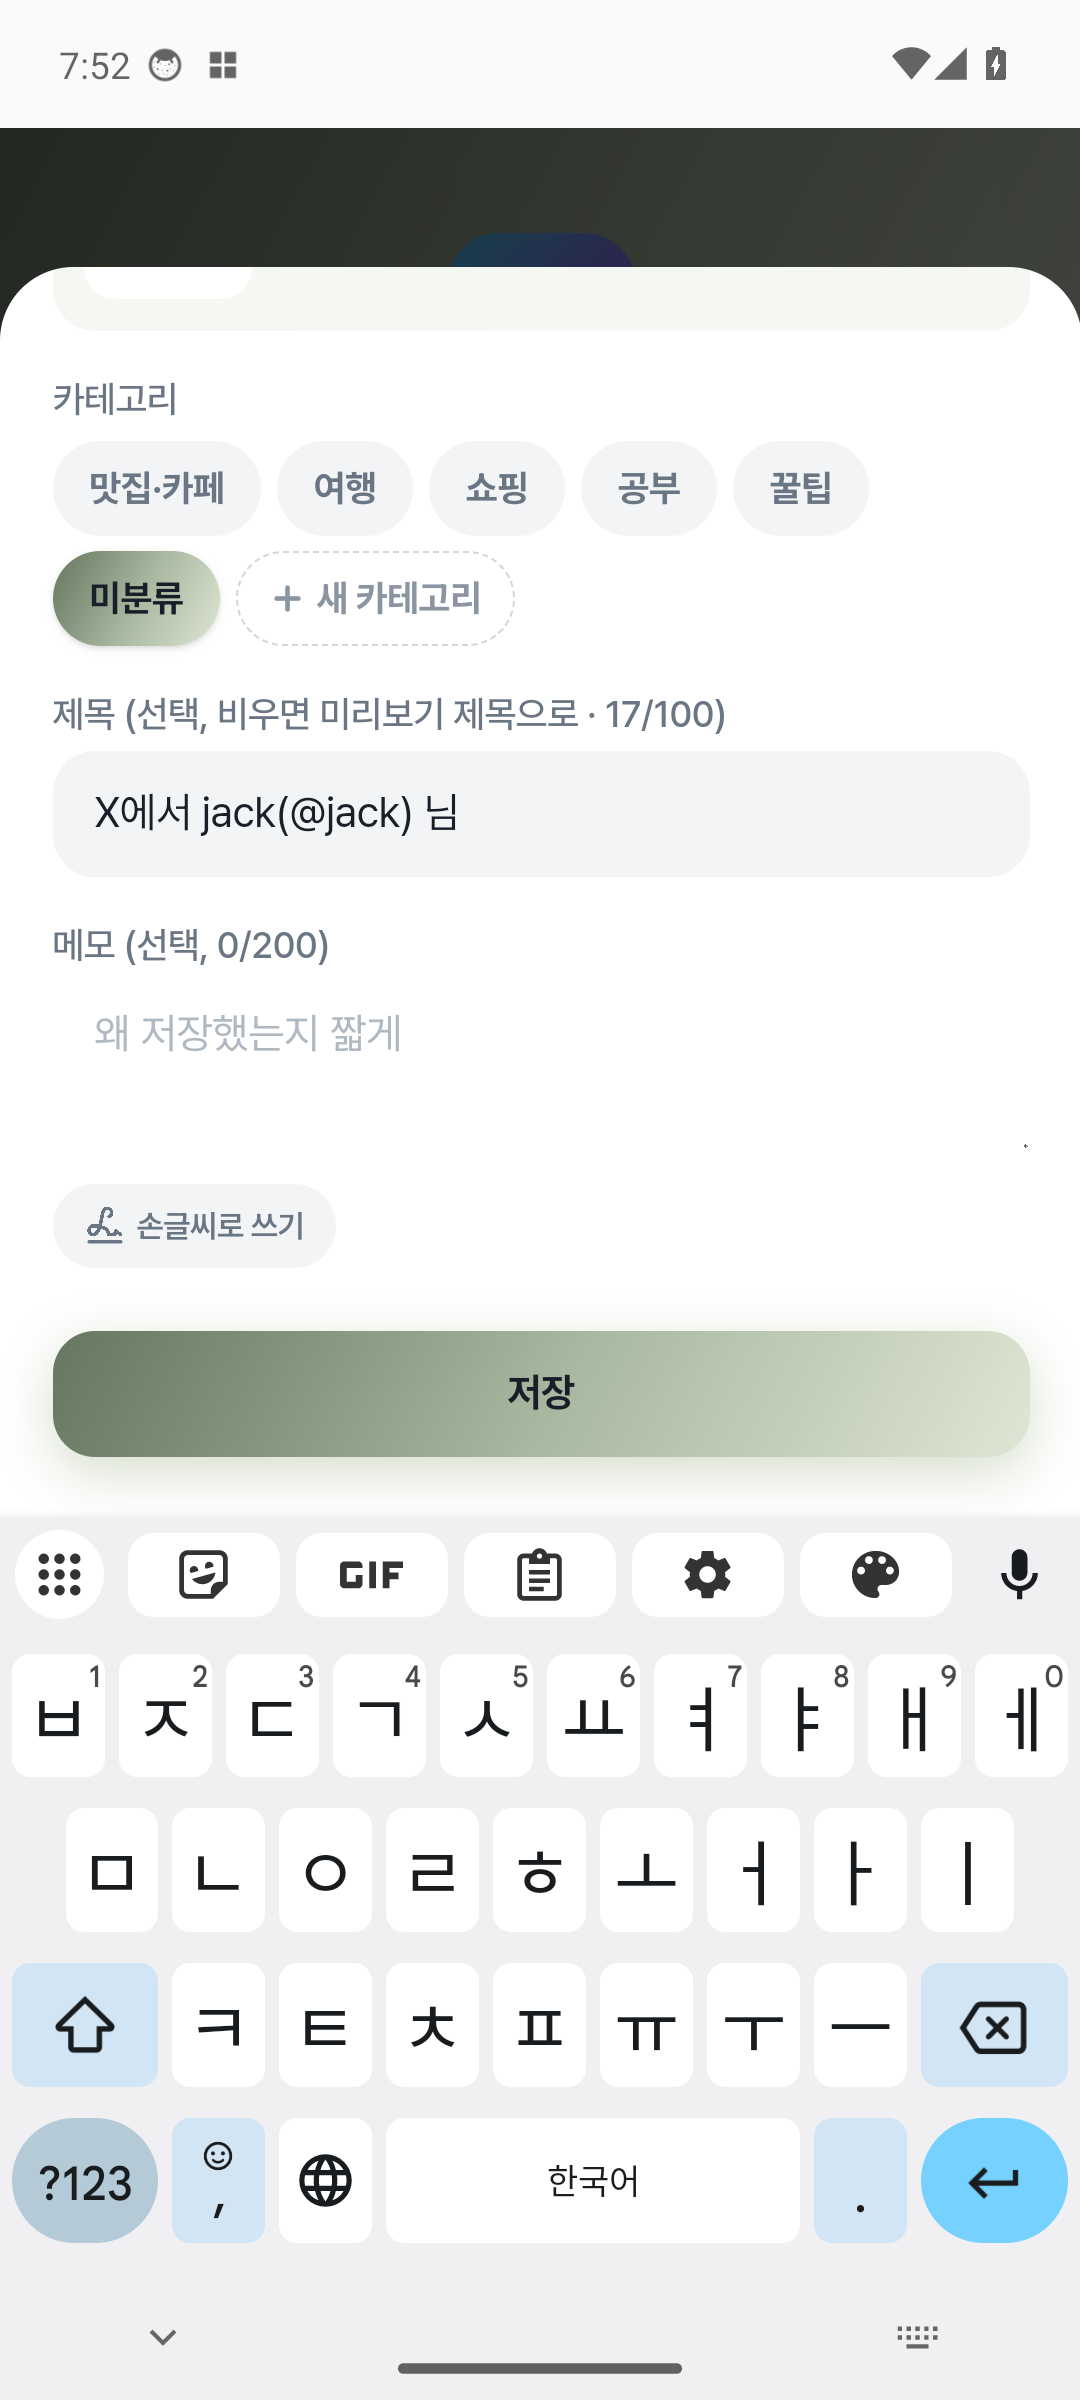 7:52
카테고리
맛집·카페 여행 쇼핑 공부 꿀팁
미분류 + 새 카테고리
제목 (선택, 비우면 미리보기 제목으로 · 17/100)
X에서 jack(@jack) 님
메모 (선택, 0/200)
왜 저장했는지 짧게
손글씨로 쓰기
저장
GIF
1 2 3 4 5 6 7 8 9 0
ㅂ ㅈ ㄷ ㄱ ㅅ ㅛ ㅕ ㅑ ㅐ ㅔ
ㅁ ㄴ ㅇ ㄹ ㅎ ㅗ ㅓ ㅏ ㅣ
ㅋ ㅌ ㅊ ㅍ ㅠ ㅜ ㅡ
?123 , 한국어 .